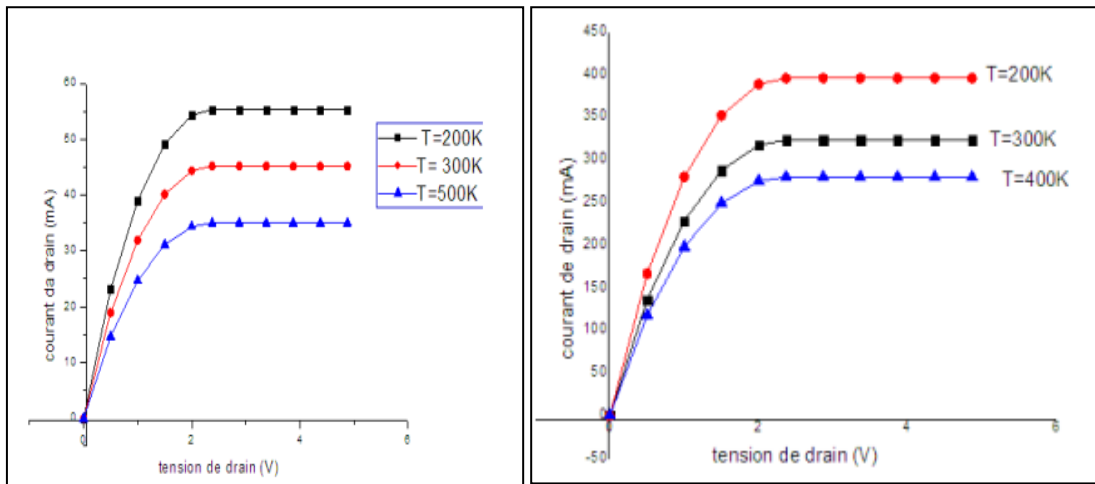 60
50
40
30
20
10
0
0
2
4
6
courant da drain (mA)
tension de drain (V)
T=200K
T= 300K
T=500K
450
400
350
300
250
200
150
100
50
0
-50
0
2
4
6
courant de drain (mA)
tension de drain (V)
T=200K
T=300K
T=400K